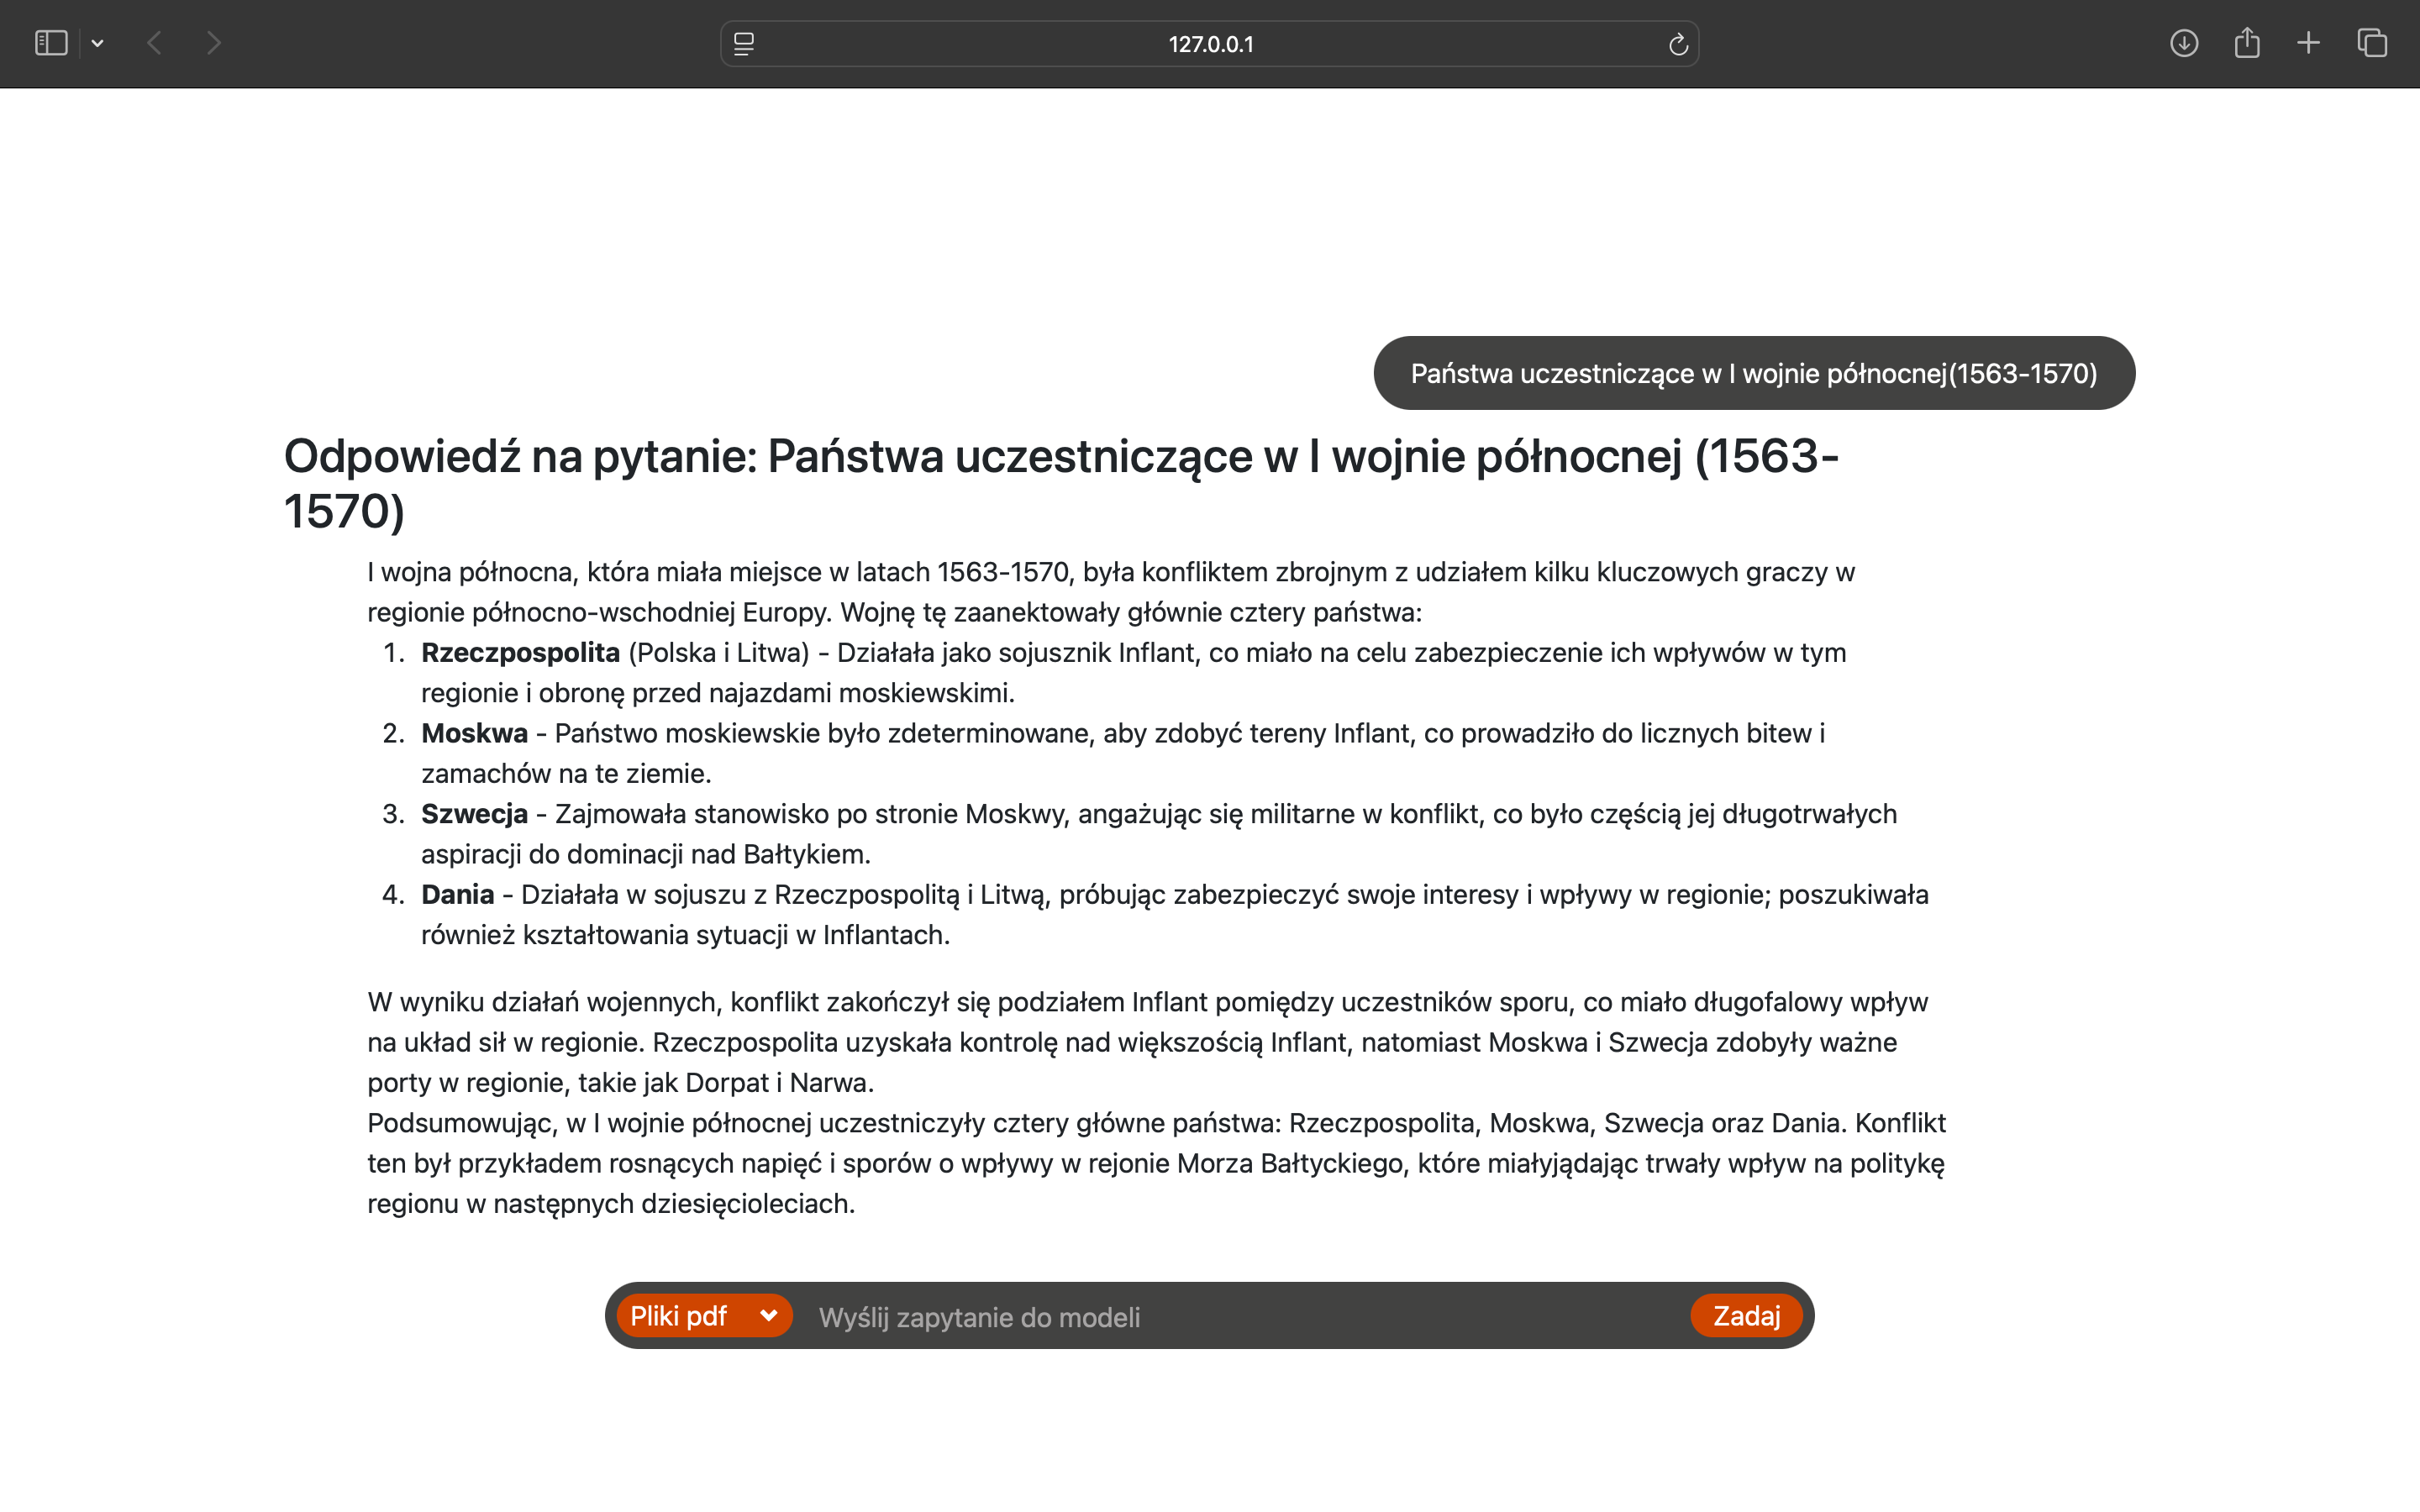 127.0.0.1
Państwa uczestniczące w I wojnie północnej(1563-1570)
Odpowiedź na pytanie: Państwa uczestniczące w I wojnie północnej (1563-
1570)
I wojna północna, która miała miejsce w latach 1563-1570, była konfliktem zbrojnym z udziałem kilku kluczowych graczy w
regionie północno-wschodniej Europy. Wojnę tę zaanektowały głównie cztery państwa:
1. Rzeczpospolita (Polska i Litwa) - Działała jako sojusznik Inflant, co miało na celu zabezpieczenie ich wpływów w tym
regionie i obronę przed najazdami moskiewskimi.
2. Moskwa - Państwo moskiewskie było zdeterminowane, aby zdobyć tereny Inflant, co prowadziło do licznych bitew i
zamachów na te ziemie.
3. Szwecja - Zajmowała stanowisko po stronie Moskwy, angażując się militarne w konflikt, co było częścią jej długotrwałych
aspiracji do dominacji nad Bałtykiem.
4. Dania - Działała w sojuszu z Rzeczpospolitą i Litwą, próbując zabezpieczyć swoje interesy i wpływy w regionie; poszukiwała
również kształtowania sytuacji w Inflantach.
W wyniku działań wojennych, konflikt zakończył się podziałem Inflant pomiędzy uczestników sporu, co miało długofalowy wpływ
na układ sił w regionie. Rzeczpospolita uzyskała kontrolę nad większością Inflant, natomiast Moskwa i Szwecja zdobyły ważne
porty w regionie, takie jak Dorpat i Narwa.
Podsumowując, w I wojnie północnej uczestniczyły cztery główne państwa: Rzeczpospolita, Moskwa, Szwecja oraz Dania. Konflikt
ten był przykładem rosnących napięć i sporów o wpływy w rejonie Morza Bałtyckiego, które miałyjądając trwały wpływ na politykę
regionu w następnych dziesięcioleciach.
Pliki pdf Wyślij zapytanie do modeli Zadaj